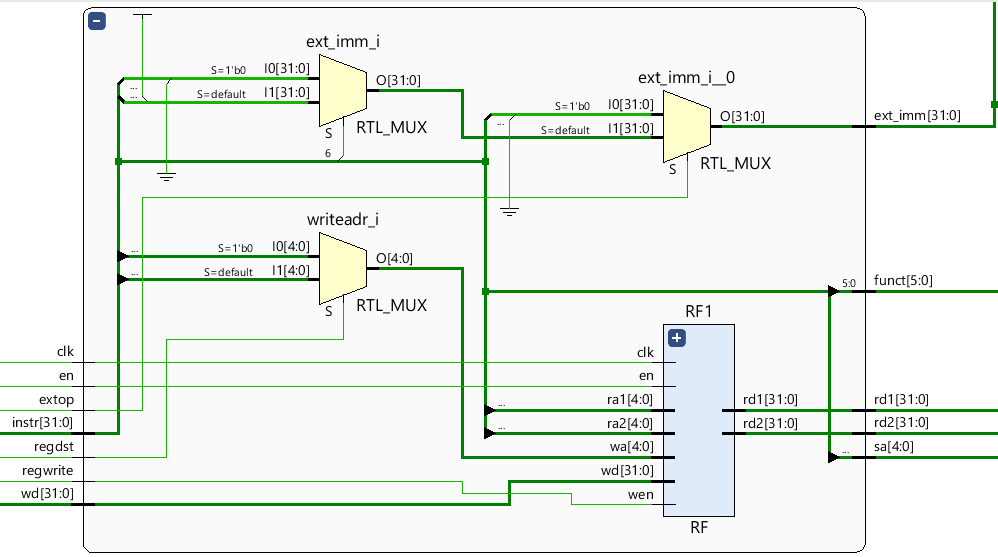 ext_imm_i
S=1'b0 I0[31:0]
...
S=default I1[31:0]
O[31:0]
S
RTL_MUX
6
ext_imm_i__0
S=1'b0 I0[31:0]
...
S=default I1[31:0]
O[31:0]
S
RTL_MUX
ext_imm[31:0]
writeadr_i
... S=1'b0 I0[4:0]
... S=default I1[4:0]
O[4:0]
S
RTL_MUX
5:0 funct[5:0]
RF1
clk
en
extop
instr[31:0]
regdst
regwrite
wd[31:0]
clk
en
... ra1[4:0]
... ra2[4:0]
wa[4:0]
wd[31:0]
wen
rd1[31:0]
rd2[31:0]
RF
rd1[31:0]
rd2[31:0]
... sa[4:0]